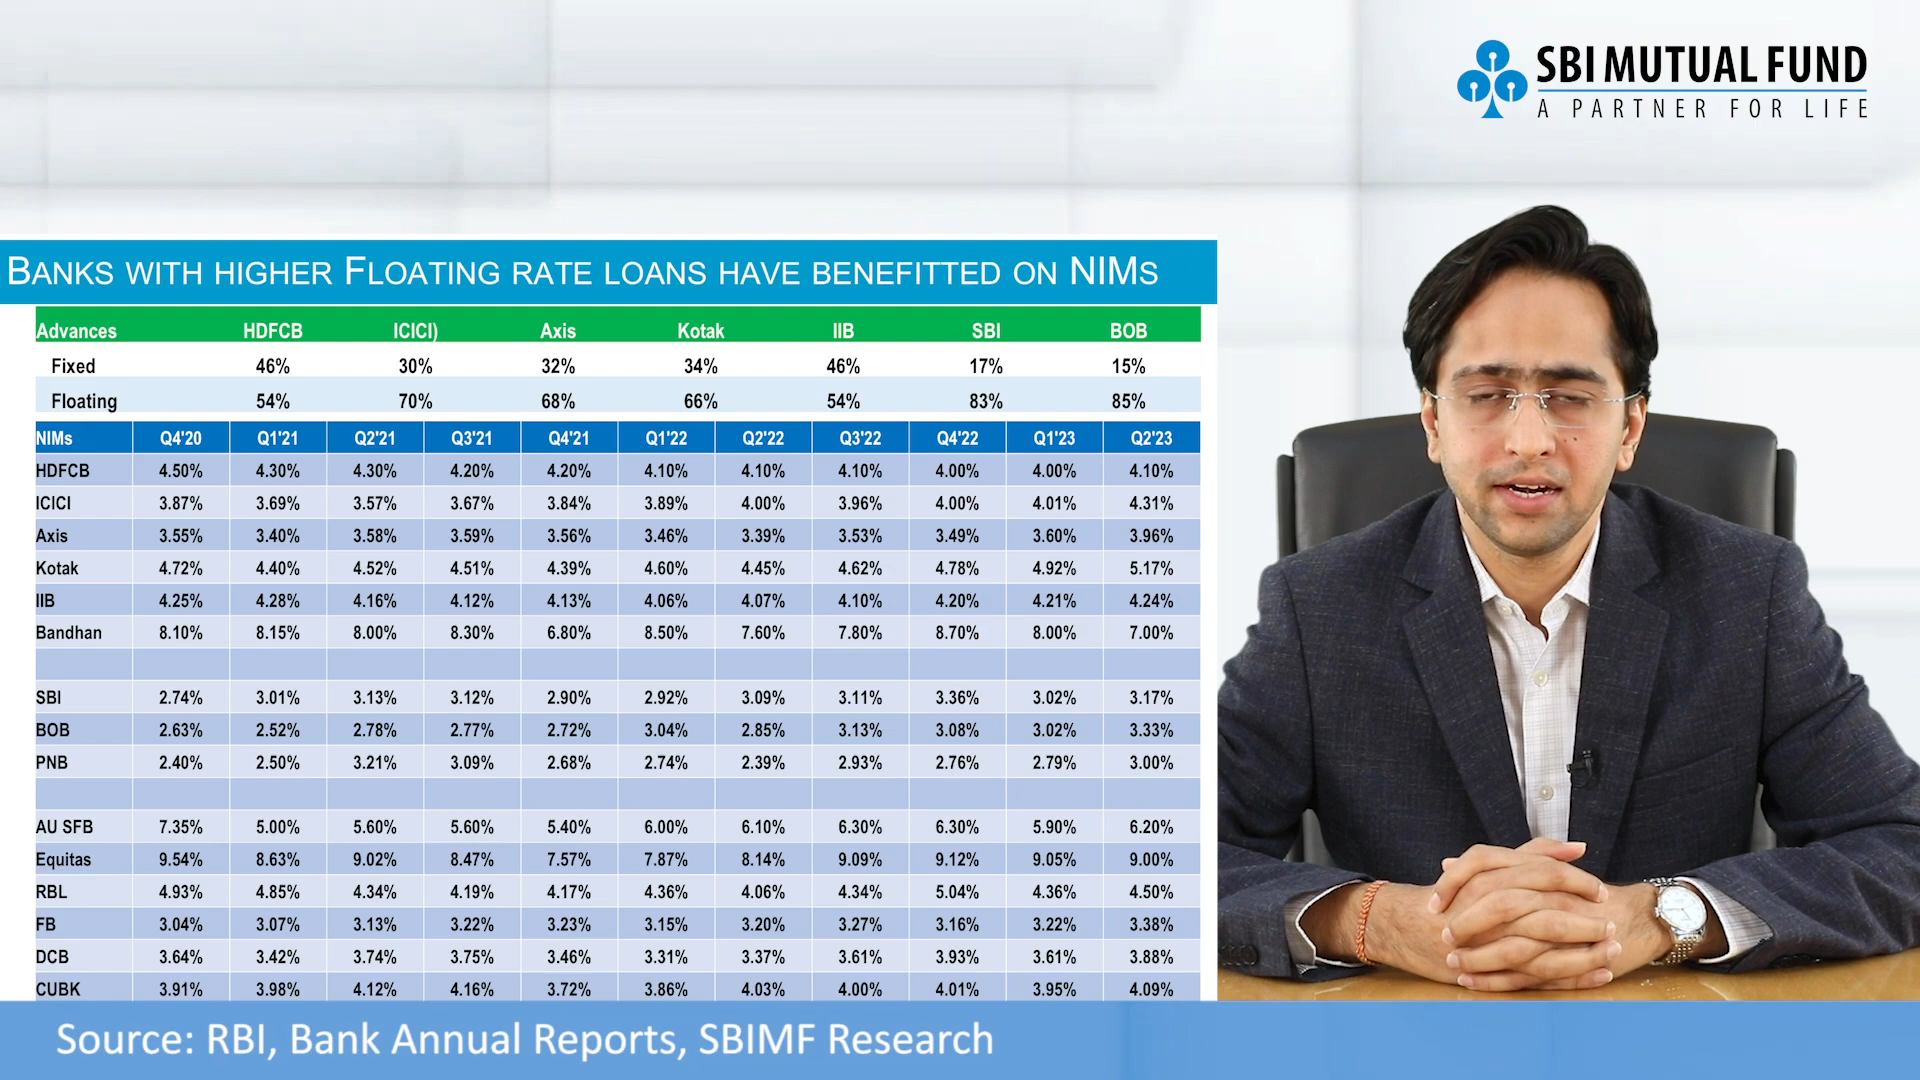 SBI MUTUAL FUND
A PARTNER FOR LIFE
BANKS WITH HIGHER FLOATING RATE LOANS HAVE BENEFITTED ON NIMS
Advances HDFCB ICICI) Axis Kotak IIB SBI BOB
Fixed 46% 30% 32% 34% 46% 17% 15%
Floating 54% 70% 68% 66% 54% 83% 85%
NIMs Q4'20 Q1'21 Q2'21 Q3'21 Q4'21 Q1'22 Q2'22 Q3'22 Q4'22 Q1'23 Q2'23
HDFCB 4.50% 4.30% 4.30% 4.20% 4.20% 4.10% 4.10% 4.10% 4.00% 4.00% 4.10%
ICICI 3.87% 3.69% 3.57% 3.67% 3.84% 3.89% 4.00% 3.96% 4.00% 4.01% 4.31%
Axis 3.55% 3.40% 3.58% 3.59% 3.56% 3.46% 3.39% 3.53% 3.49% 3.60% 3.96%
Kotak 4.72% 4.40% 4.52% 4.51% 4.39% 4.60% 4.45% 4.62% 4.78% 4.92% 5.17%
IIB 4.25% 4.28% 4.16% 4.12% 4.13% 4.06% 4.07% 4.10% 4.20% 4.21% 4.24%
Bandhan 8.10% 8.15% 8.00% 8.30% 6.80% 8.50% 7.60% 7.80% 8.70% 8.00% 7.00%
SBI 2.74% 3.01% 3.13% 3.12% 2.90% 2.92% 3.09% 3.11% 3.36% 3.02% 3.17%
BOB 2.63% 2.52% 2.78% 2.77% 2.72% 3.04% 2.85% 3.13% 3.08% 3.02% 3.33%
PNB 2.40% 2.50% 3.21% 3.09% 2.68% 2.74% 2.39% 2.93% 2.76% 2.79% 3.00%
AU SFB 7.35% 5.00% 5.60% 5.60% 5.40% 6.00% 6.10% 6.30% 6.30% 5.90% 6.20%
Equitas 9.54% 8.63% 9.02% 8.47% 7.57% 7.87% 8.14% 9.09% 9.12% 9.05% 9.00%
RBL 4.93% 4.85% 4.34% 4.19% 4.17% 4.36% 4.06% 4.34% 5.04% 4.36% 4.50%
FB 3.04% 3.07% 3.13% 3.22% 3.23% 3.15% 3.20% 3.27% 3.16% 3.22% 3.38%
DCB 3.64% 3.42% 3.74% 3.75% 3.46% 3.31% 3.37% 3.61% 3.93% 3.61% 3.88%
CUBK 3.91% 3.98% 4.12% 4.16% 3.72% 3.86% 4.03% 4.00% 4.01% 3.95% 4.09%
Source: RBI, Bank Annual Reports, SBIMF Research